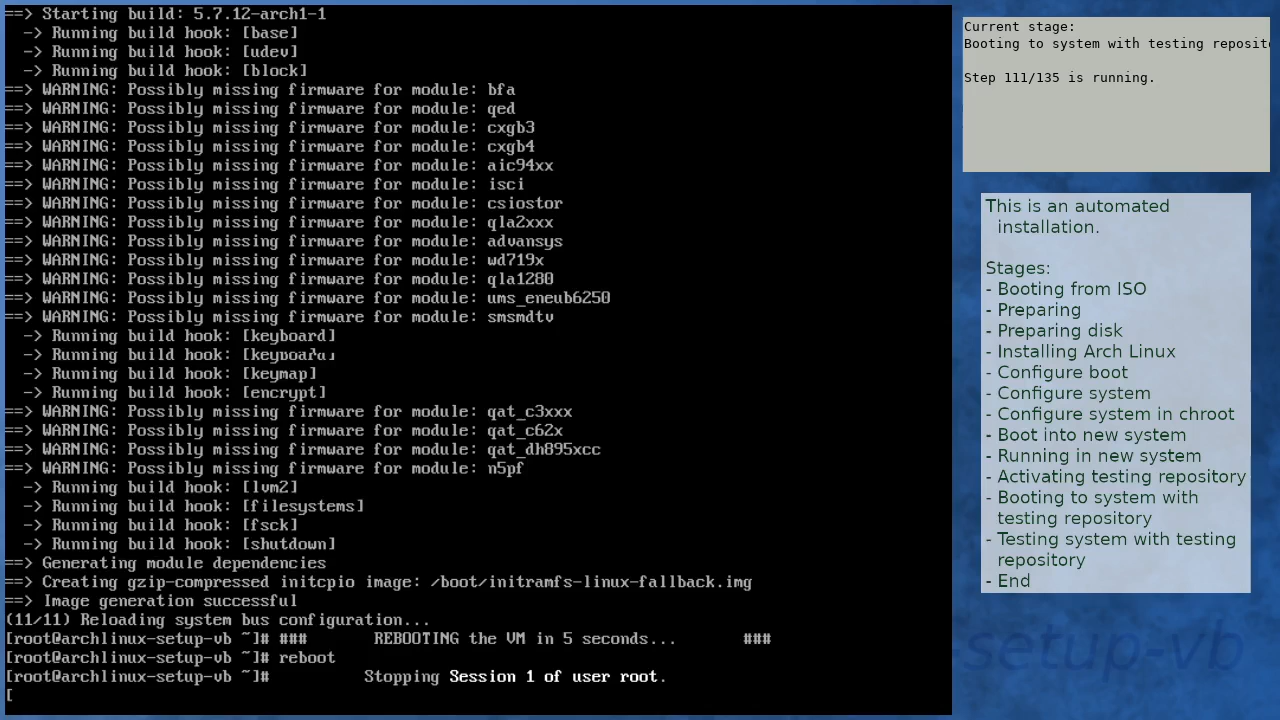 ==> Starting build: 5.7.12-arch1-1
  -> Running build hook: [base]
  -> Running build hook: [udev]
  -> Running build hook: [block]
==> WARNING: Possibly missing firmware for module: bfa
==> WARNING: Possibly missing firmware for module: qed
==> WARNING: Possibly missing firmware for module: cxgb3
==> WARNING: Possibly missing firmware for module: cxgb4
==> WARNING: Possibly missing firmware for module: aic94xx
==> WARNING: Possibly missing firmware for module: isci
==> WARNING: Possibly missing firmware for module: csiostor
==> WARNING: Possibly missing firmware for module: qla2xxx
==> WARNING: Possibly missing firmware for module: advansys
==> WARNING: Possibly missing firmware for module: wd719x
==> WARNING: Possibly missing firmware for module: qla1280
==> WARNING: Possibly missing firmware for module: ums_eneub6250
==> WARNING: Possibly missing firmware for module: smsmdtv
  -> Running build hook: [keyboard]
  -> Running build hook:
  -> Running build hook: [keymap]
  -> Running build hook: [encrypt]
==> WARNING: Possibly missing firmware for module: qat_c3xxx
==> WARNING: Possibly missing firmware for module: qat_c62x
==> WARNING: Possibly missing firmware for module: qat_dh895xcc
==> WARNING: Possibly missing firmware for module: n5pf
  -> Running build hook: [lvm2]
  -> Running build hook: [filesystems]
  -> Running build hook: [fsck]
  -> Running build hook: [shutdown]
==> Generating module dependencies
==> Creating gzip-compressed initcpio image: /boot/initramfs-linux-fallback.img
==> Image generation successful
(11/11) Reloading system bus configuration...
[root@archlinux-setup-vb ~]# ###       REBOOTING the VM in 5 seconds...       ###
[root@archlinux-setup-vb ~]# reboot
[root@archlinux-setup-vb ~]#          Stopping Session 1 of user root.
[
Current stage:
Booting to system with testing reposito
Step 111/135 is running.
This is an automated
installation.
Stages:
- Booting from ISO
- Preparing
- Preparing disk
- Installing Arch Linux
- Configure boot
- Configure system
- Configure system in chroot
- Boot into new system
- Running in new system
- Activating testing repository
- Booting to system with
testing repository
- Testing system with testing
repository
- End
-setup-vb